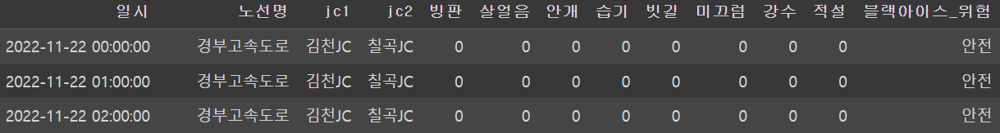 일시 노선명 jc1 jc2 빙판 살얼음 안개 습기 빗길 미끄럼 강수 적설 블랙아이스_위험
2022-11-22 00:00:00 경부고속도로 김천JC 칠곡JC 0 0 0 0 0 0 0 0 안전
2022-11-22 01:00:00 경부고속도로 김천JC 칠곡JC 0 0 0 0 0 0 0 0 안전
2022-11-22 02:00:00 경부고속도로 김천JC 칠곡JC 0 0 0 0 0 0 0 0 안전